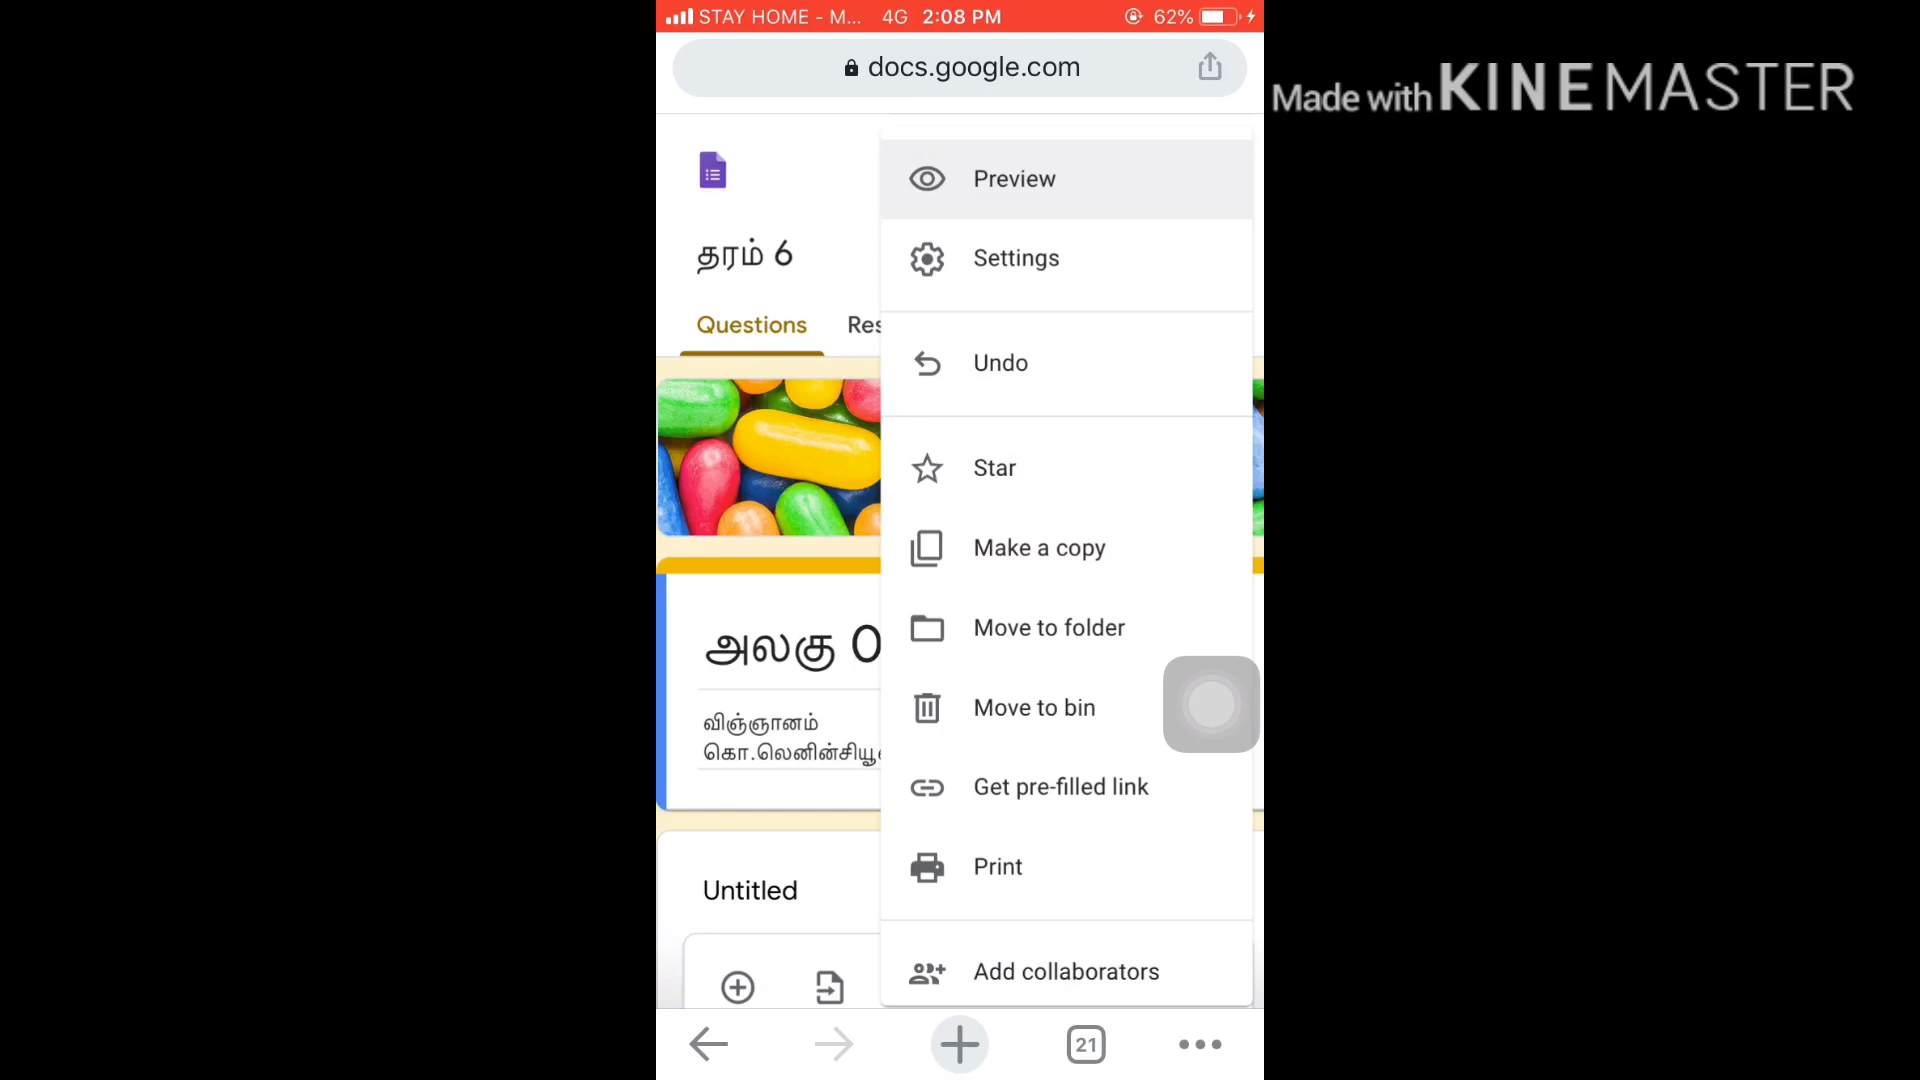 STAY HOME - M... 4G 2:08 PM 62%
docs.google.com
Made with KINEMASTER
Preview
Settings
தரம் 6
Questions Res
Undo
Star
Make a copy
Move to folder
அலகு 0
Move to bin
விஞ்ஞானம்
கொ.லெனின்சியூ
Get pre-filled link
Print
Untitled
Add collaborators
21